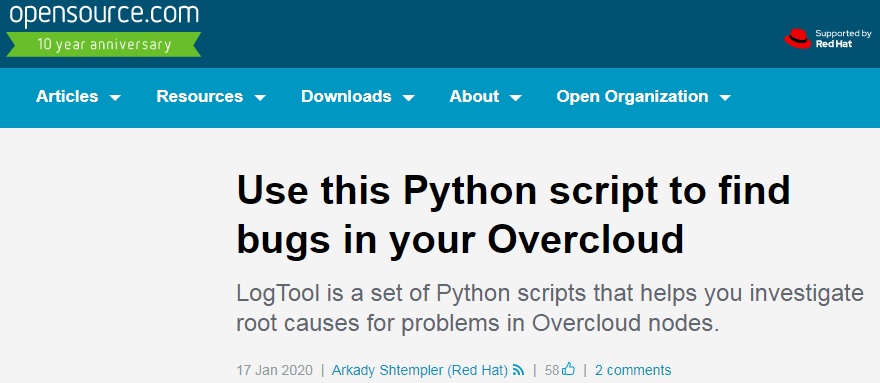 opensource.com
10 year anniversary
Supported by
Red Hat
Articles Resources Downloads About Open Organization
Use this Python script to find
bugs in your Overcloud
LogTool is a set of Python scripts that helps you investigate
root causes for problems in Overcloud nodes.
17 Jan 2020 | Arkady Shtempler (Red Hat) | 58 | 2 comments